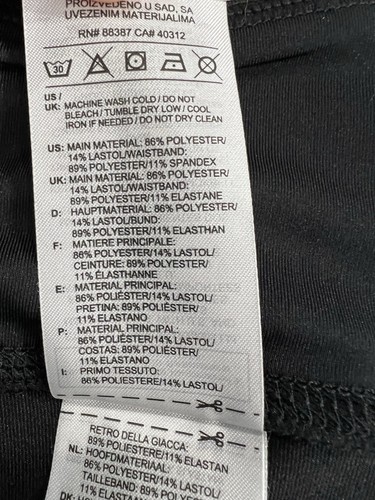 PROIZVEDENO U SAD, SA
UVEZENIM MATERIJALIMA
RN# 88387 CA# 40312
30
US /
UK: MACHINE WASH COLD / DO NOT
BLEACH / TUMBLE DRY LOW / COOL
IRON IF NEEDED / DO NOT DRY CLEAN
US: MAIN MATERIAL: 86% POLYESTER/
14% LASTOL/WAISTBAND:
89% POLYESTER/11% SPANDEX
UK: MAIN MATERIAL: 86% POLYESTER/
14% LASTOL/WAISTBAND:
89% POLYESTER/11% ELASTANE
D: HAUPTMATERIAL: 86% POLYESTER/
14% LASTOL/BUND:
89% POLYESTER/11% ELASTHAN
F: MATIERE PRINCIPALE:
86% POLYESTER/14% LASTOL/
CEINTURE: 89% POLYESTER/
11% ÉLASTHANNE
E: MATERIAL PRINCIPAL:
86% POLIÉSTER/14% LASTOL/
PRETINA: 89% POLIÉSTER/
11% ELASTANO
P: MATERIAL PRINCIPAL:
86% POLIÉSTER/14% LASTOL/
COSTAS: 89% POLIÉSTER/
11% ELASTANO
I: PRIMO TESSUTO:
86% POLIESTERE/14% LASTOL/
RETRO DELLA GIACCA:
89% POLIESTERE/11% ELASTAN
NL: HOOFDMATERIAAL:
86% POLYESTER/14% LASTOL/
TAILLEBAND: 89% POLYESTER/